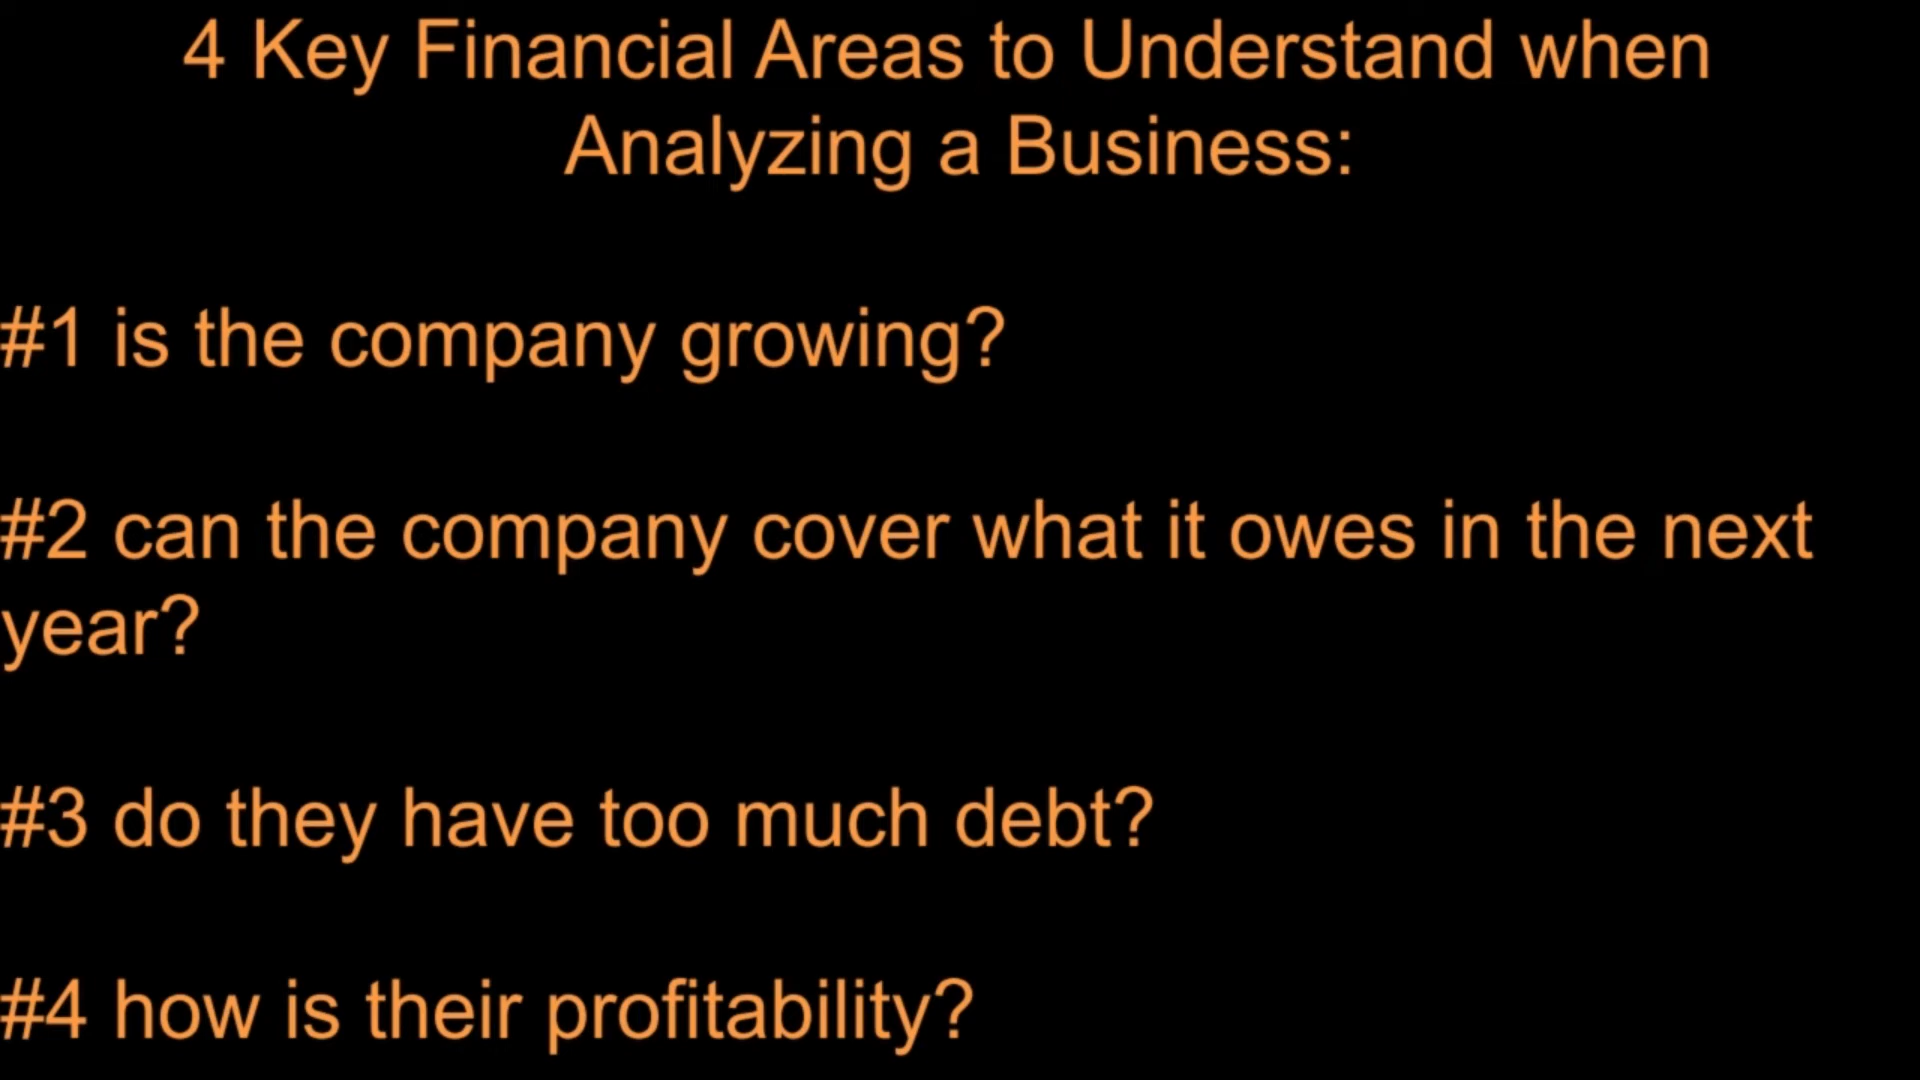 4 Key Financial Areas to Understand when
Analyzing a Business:
#1 is the company growing?
#2 can the company cover what it owes in the next
year?
#3 do they have too much debt?
#4 how is their profitability?